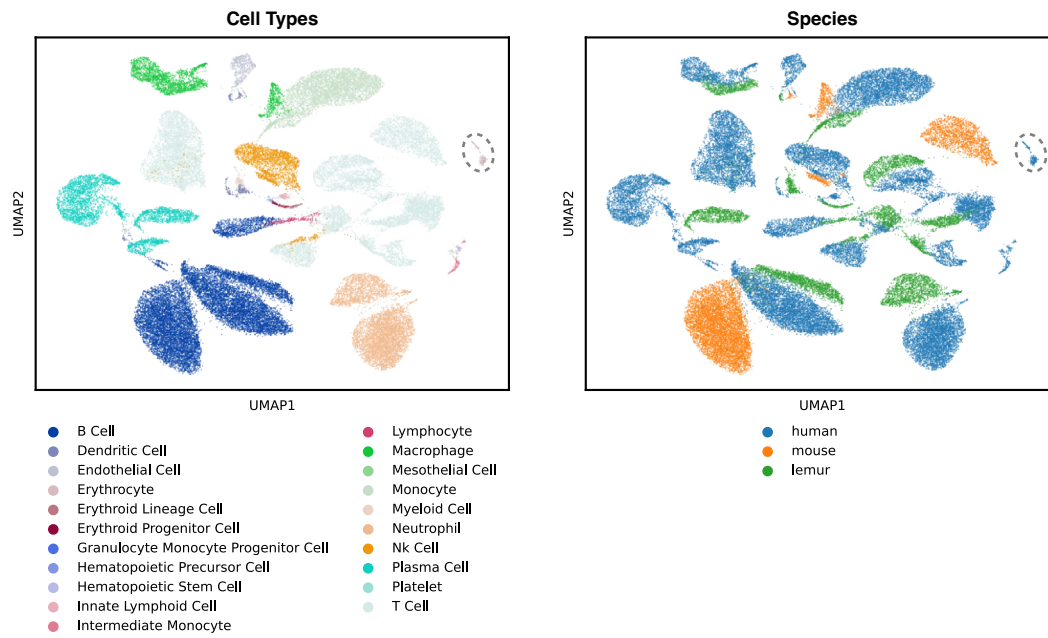 Cell Types
Species
UMAP2
UMAP1
UMAP2
UMAP1
B Cell
Dendritic Cell
Endothelial Cell
Erythrocyte
Erythroid Lineage Cell
Erythroid Progenitor Cell
Granulocyte Monocyte Progenitor Cell
Hematopoietic Precursor Cell
Hematopoietic Stem Cell
Innate Lymphoid Cell
Intermediate Monocyte
Lymphocyte
Macrophage
Mesothelial Cell
Monocyte
Myeloid Cell
Neutrophil
Nk Cell
Plasma Cell
Platelet
T Cell
human
mouse
lemur